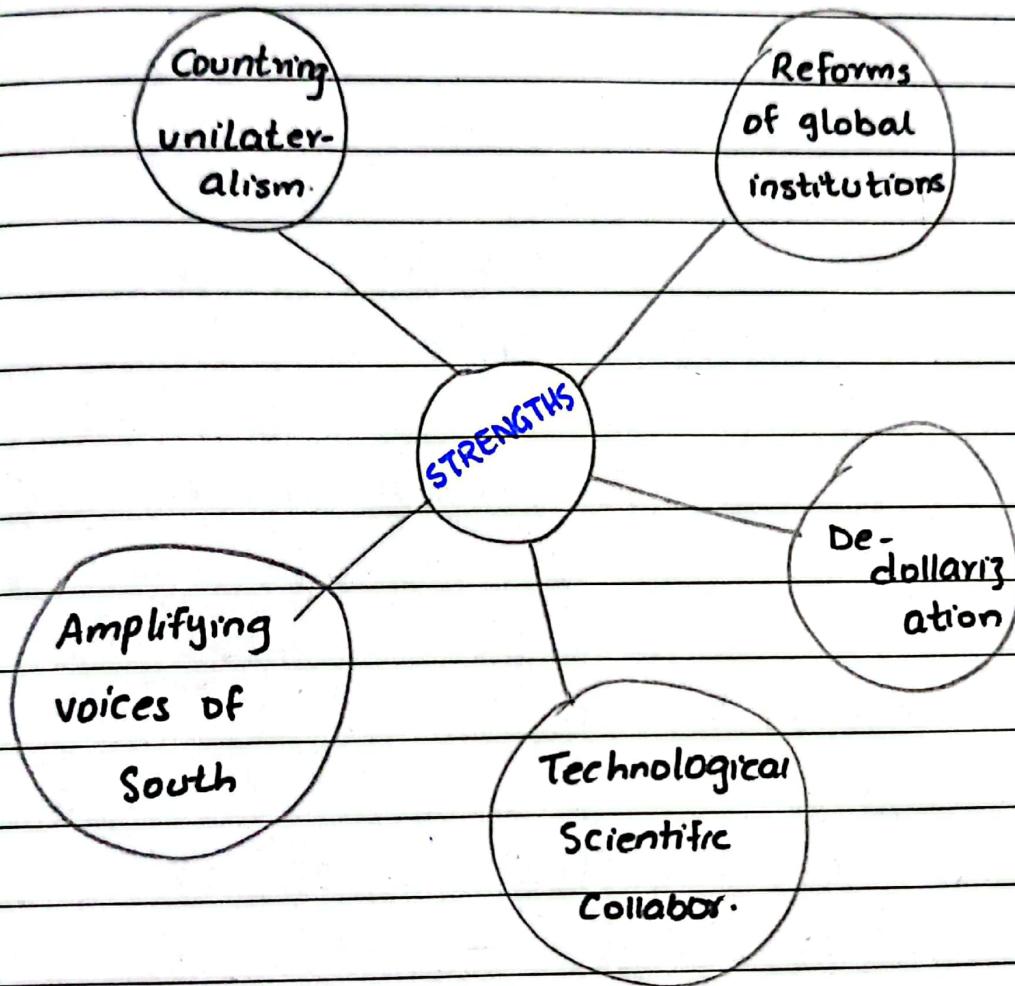 Countring
unilater-
alism.
Reforms
of global
institutions
STRENGTHS
De-
dollariz
ation
Amplifying
voices of
South
Technological
Scientific
Collabor.